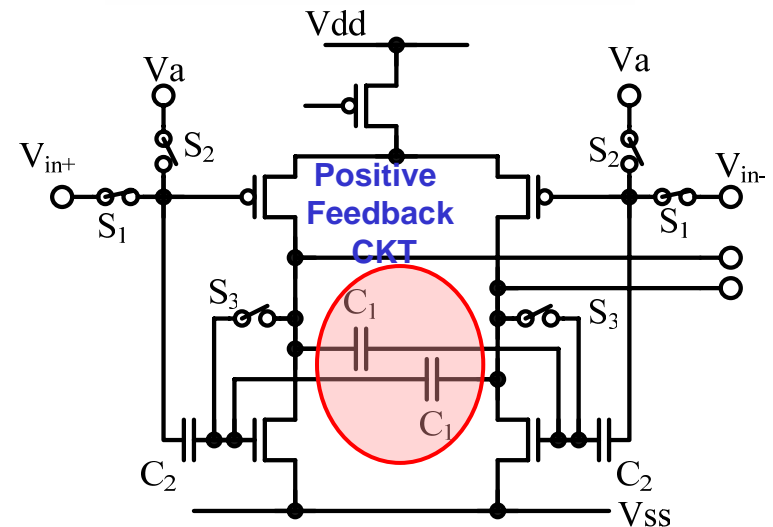 Vdd
Va
Va
S2
S2
Vin+
Vin-
S1
S1
Positive
Feedback
CKT
S3
S3
C1
C1
C2
C2
Vss